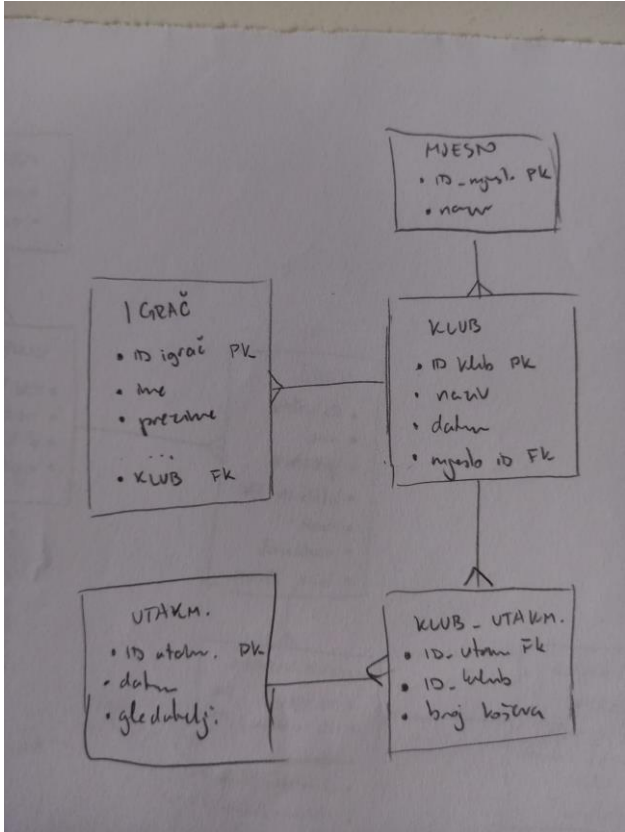 MJESTO
• ID_mjest. PK
• naziv
IGRAČ
• ID igrač PK
• ime
• prezime
...
• KLUB FK
KLUB
• ID klub PK
• naziv
• datum
• mjesto ID FK
UTAKM.
• ID utakm. PK
• datum
• gledatelji.
KLUB_UTAKM.
• ID_utakm FK
• ID_klub
• broj koševa